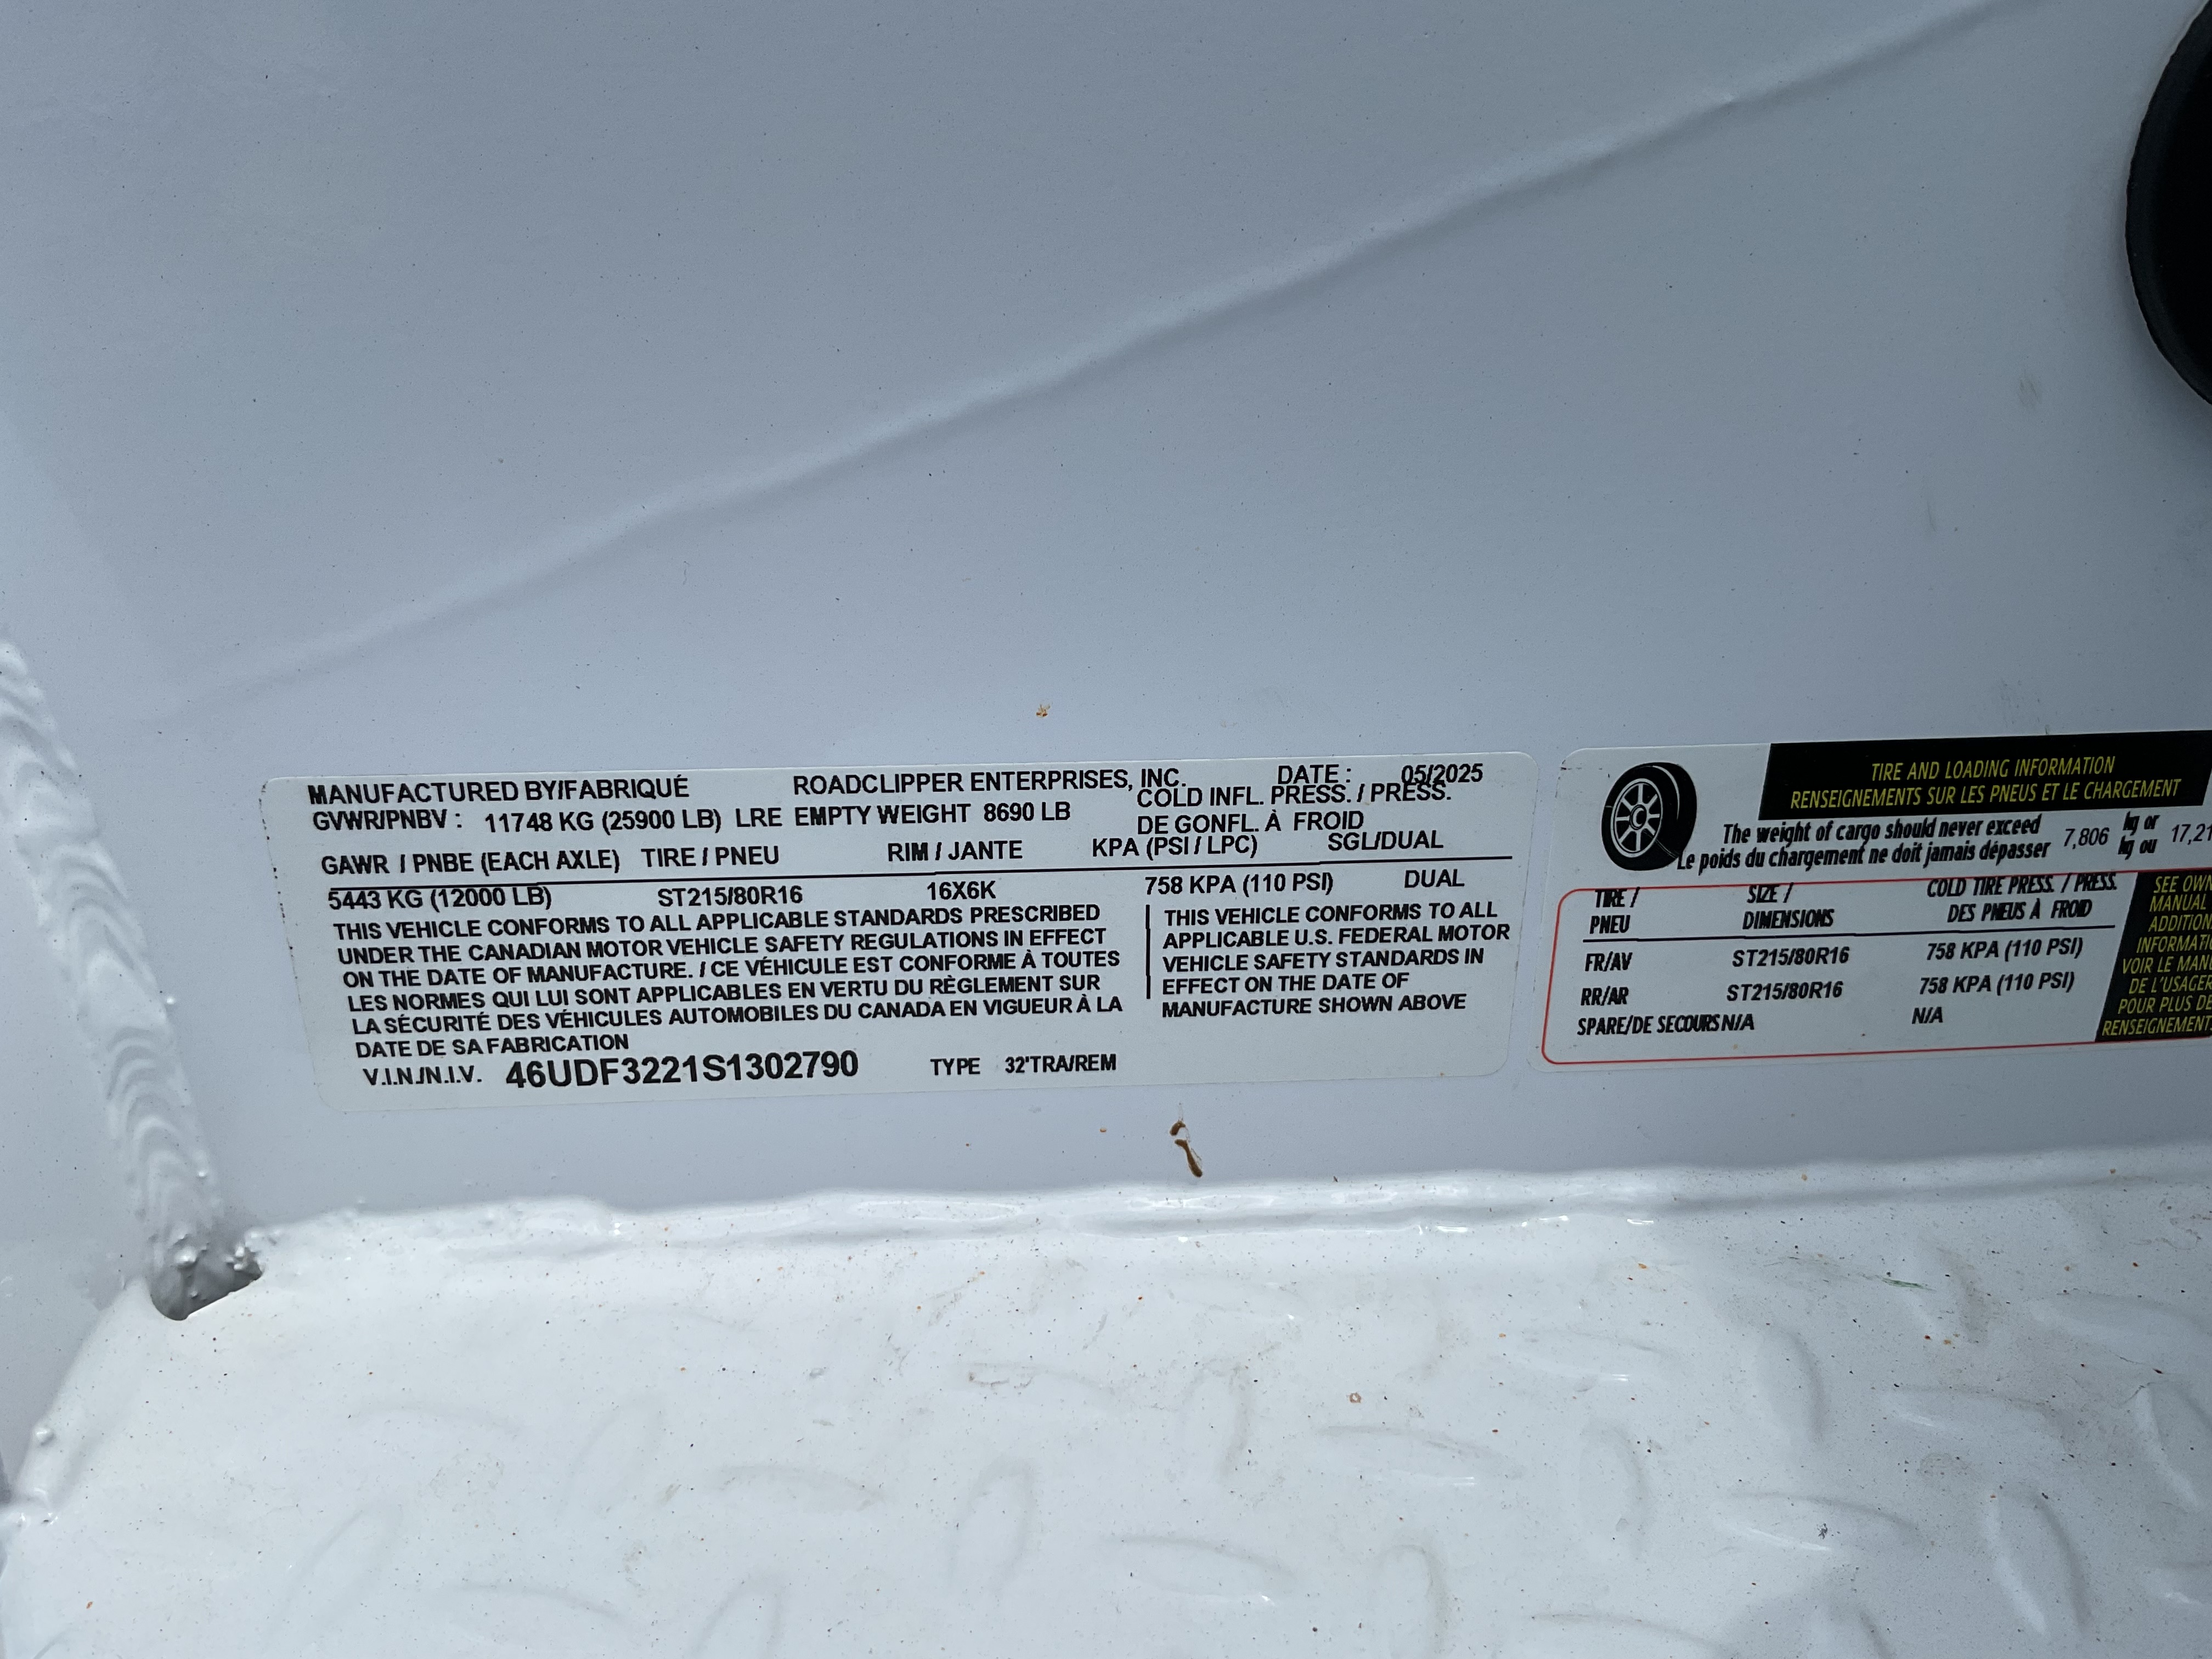 MANUFACTURED BY/FABRIQUÉ ROADCLIPPER ENTERPRISES, INC. DATE : 05/2025
GVWR/PNBV : 11748 KG (25900 LB) LRE EMPTY WEIGHT 8690 LB
COLD INFL. PRESS. / PRESS.
DE GONFL. À FROID
GAWR / PNBE (EACH AXLE) TIRE / PNEU RIM / JANTE KPA (PSI / LPC) SGL/DUAL
5443 KG (12000 LB) ST215/80R16 16X6K 758 KPA (110 PSI) DUAL
THIS VEHICLE CONFORMS TO ALL APPLICABLE STANDARDS PRESCRIBED
UNDER THE CANADIAN MOTOR VEHICLE SAFETY REGULATIONS IN EFFECT
ON THE DATE OF MANUFACTURE. / CE VÉHICULE EST CONFORME À TOUTES
LES NORMES QUI LUI SONT APPLICABLES EN VERTU DU RÈGLEMENT SUR
LA SÉCURITÉ DES VÉHICULES AUTOMOBILES DU CANADA EN VIGUEUR À LA
DATE DE SA FABRICATION
THIS VEHICLE CONFORMS TO ALL
APPLICABLE U.S. FEDERAL MOTOR
VEHICLE SAFETY STANDARDS IN
EFFECT ON THE DATE OF
MANUFACTURE SHOWN ABOVE
V.I.N./N.I.V. 46UDF3221S1302790 TYPE 32'TRA/REM
TIRE AND LOADING INFORMATION
RENSEIGNEMENTS SUR LES PNEUS ET LE CHARGEMENT
The weight of cargo should never exceed
Le poids du chargement ne doit jamais dépasser
7,806 kg or
kg ou
TIRE / SIZE / COLD TIRE PRESS. / PRESS.
PNEU DIMENSIONS DES PNEUS À FROID
FR/AV ST215/80R16 758 KPA (110 PSI)
RR/AR ST215/80R16 758 KPA (110 PSI)
SPARE/DE SECOURS N/A N/A
SEE
MANUAL
VOIR LE
DE L'USAGER
POUR PLUS DE